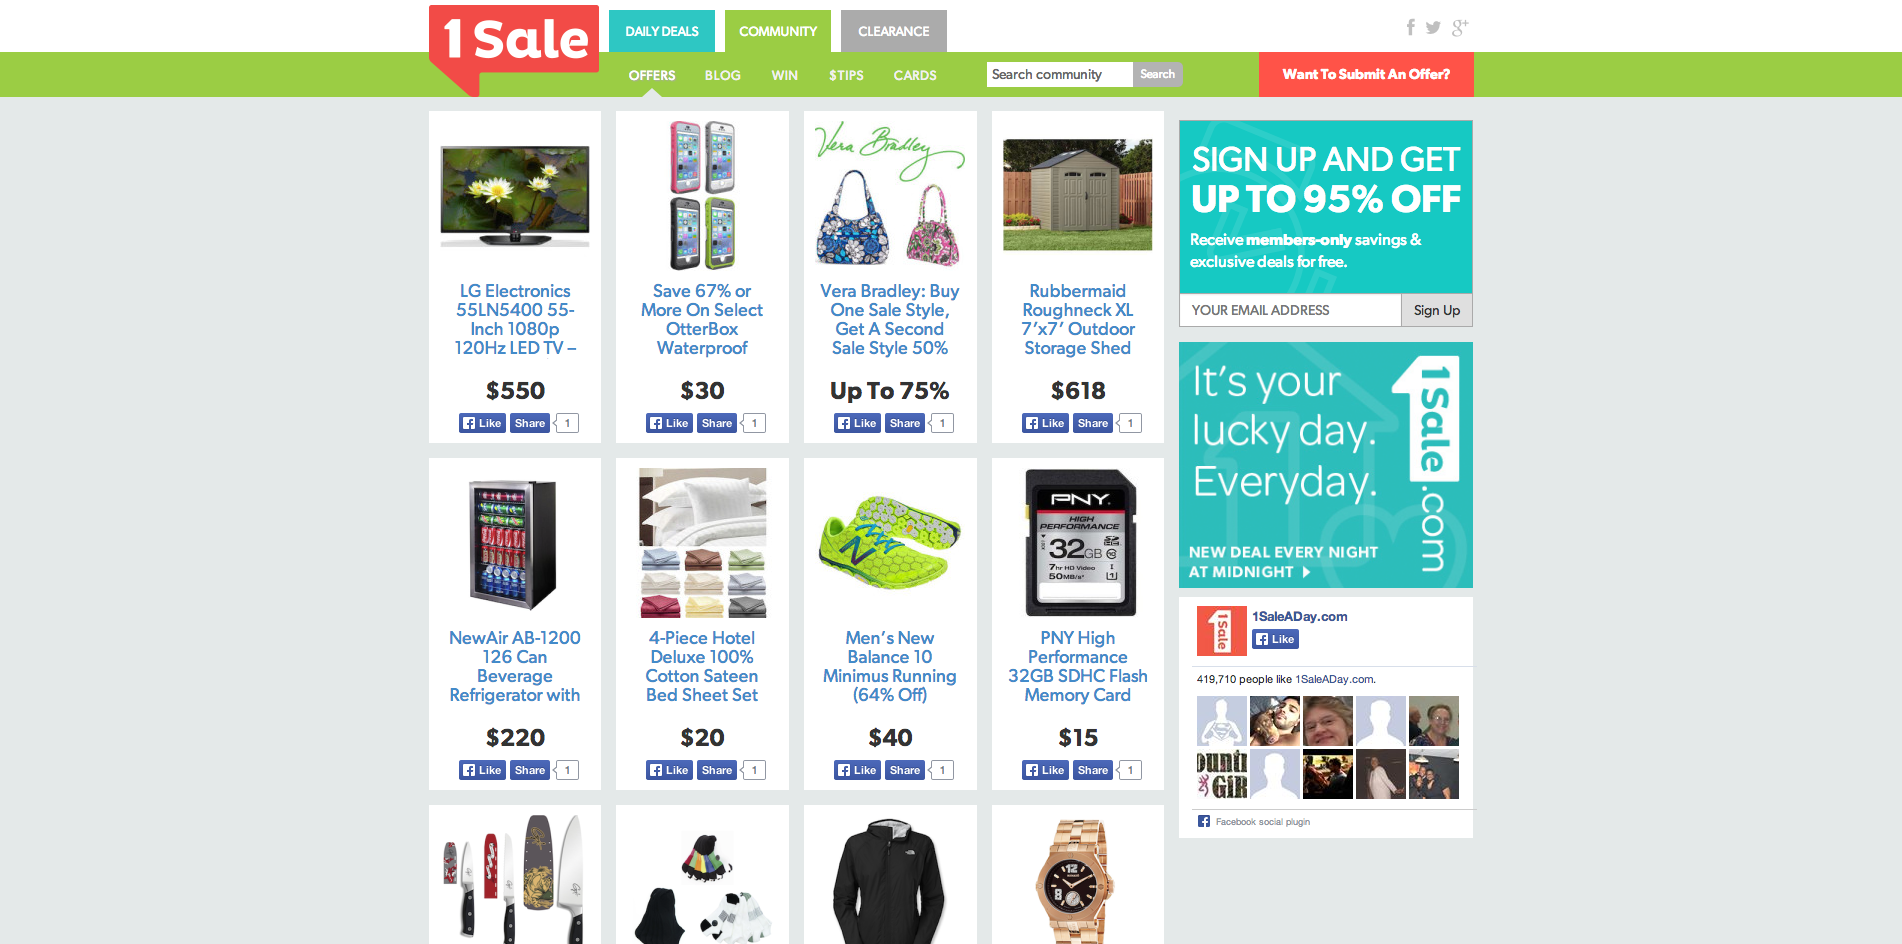 1 Sale
DAILY DEALS
COMMUNITY
CLEARANCE
OFFERS
BLOG
WIN
$TIPS
CARDS
Search community
Search
Want To Submit An Offer?
LG Electronics
55LN5400 55-
Inch 1080p
120Hz LED TV –
$550
Like Share 1
Save 67% or
More On Select
OtterBox
Waterproof
$30
Like Share 1
Vera Bradley
Vera Bradley: Buy
One Sale Style,
Get A Second
Sale Style 50%
Up To 75%
Like Share 1
Rubbermaid
Roughneck XL
7’x7’ Outdoor
Storage Shed
$618
Like Share 1
NewAir AB-1200
126 Can
Beverage
Refrigerator with
$220
Like Share 1
4-Piece Hotel
Deluxe 100%
Cotton Sateen
Bed Sheet Set
$20
Like Share 1
Men’s New
Balance 10
Minimus Running
(64% Off)
$40
Like Share 1
PNY
HIGH
PERFORMANCE
32GB
7hr HD Video
50MB/s*
PNY High
Performance
32GB SDHC Flash
Memory Card
$15
Like Share 1
SIGN UP AND GET
UP TO 95% OFF
Receive members-only savings &
exclusive deals for free.
YOUR EMAIL ADDRESS
Sign Up
It’s your
lucky day.
Everyday.
1Sale.com
NEW DEAL EVERY NIGHT
AT MIDNIGHT
1Sale
1SaleADay.com
Like
419,710 people like 1SaleADay.com.
ounti
GiR
Facebook social plugin